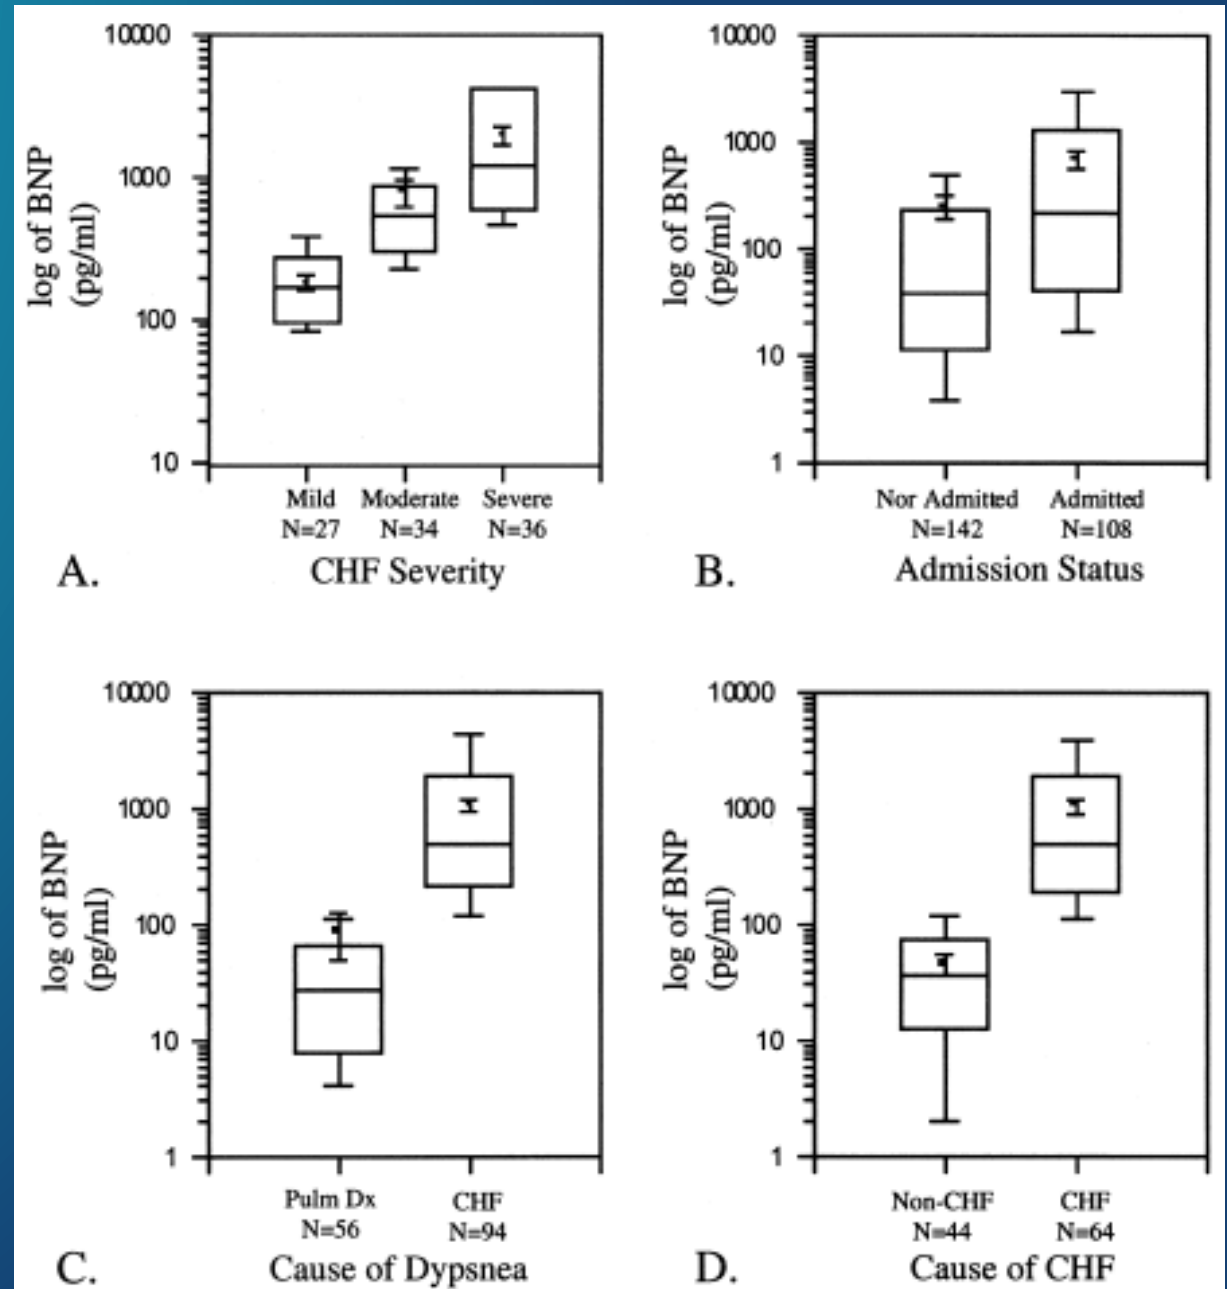 10000
1000
100
10
log of BNP
(pg/ml)
Mild Moderate Severe
N=27 N=34 N=36
A. CHF Severity
10000
1000
100
10
1
log of BNP
(pg/ml)
Nor Admitted Admitted
N=142 N=108
B. Admission Status
10000
1000
100
10
1
log of BNP
(pg/ml)
Pulm Dx CHF
N=56 N=94
C. Cause of Dypsnea
10000
1000
100
10
1
log of BNP
(pg/ml)
Non-CHF CHF
N=44 N=64
D. Cause of CHF